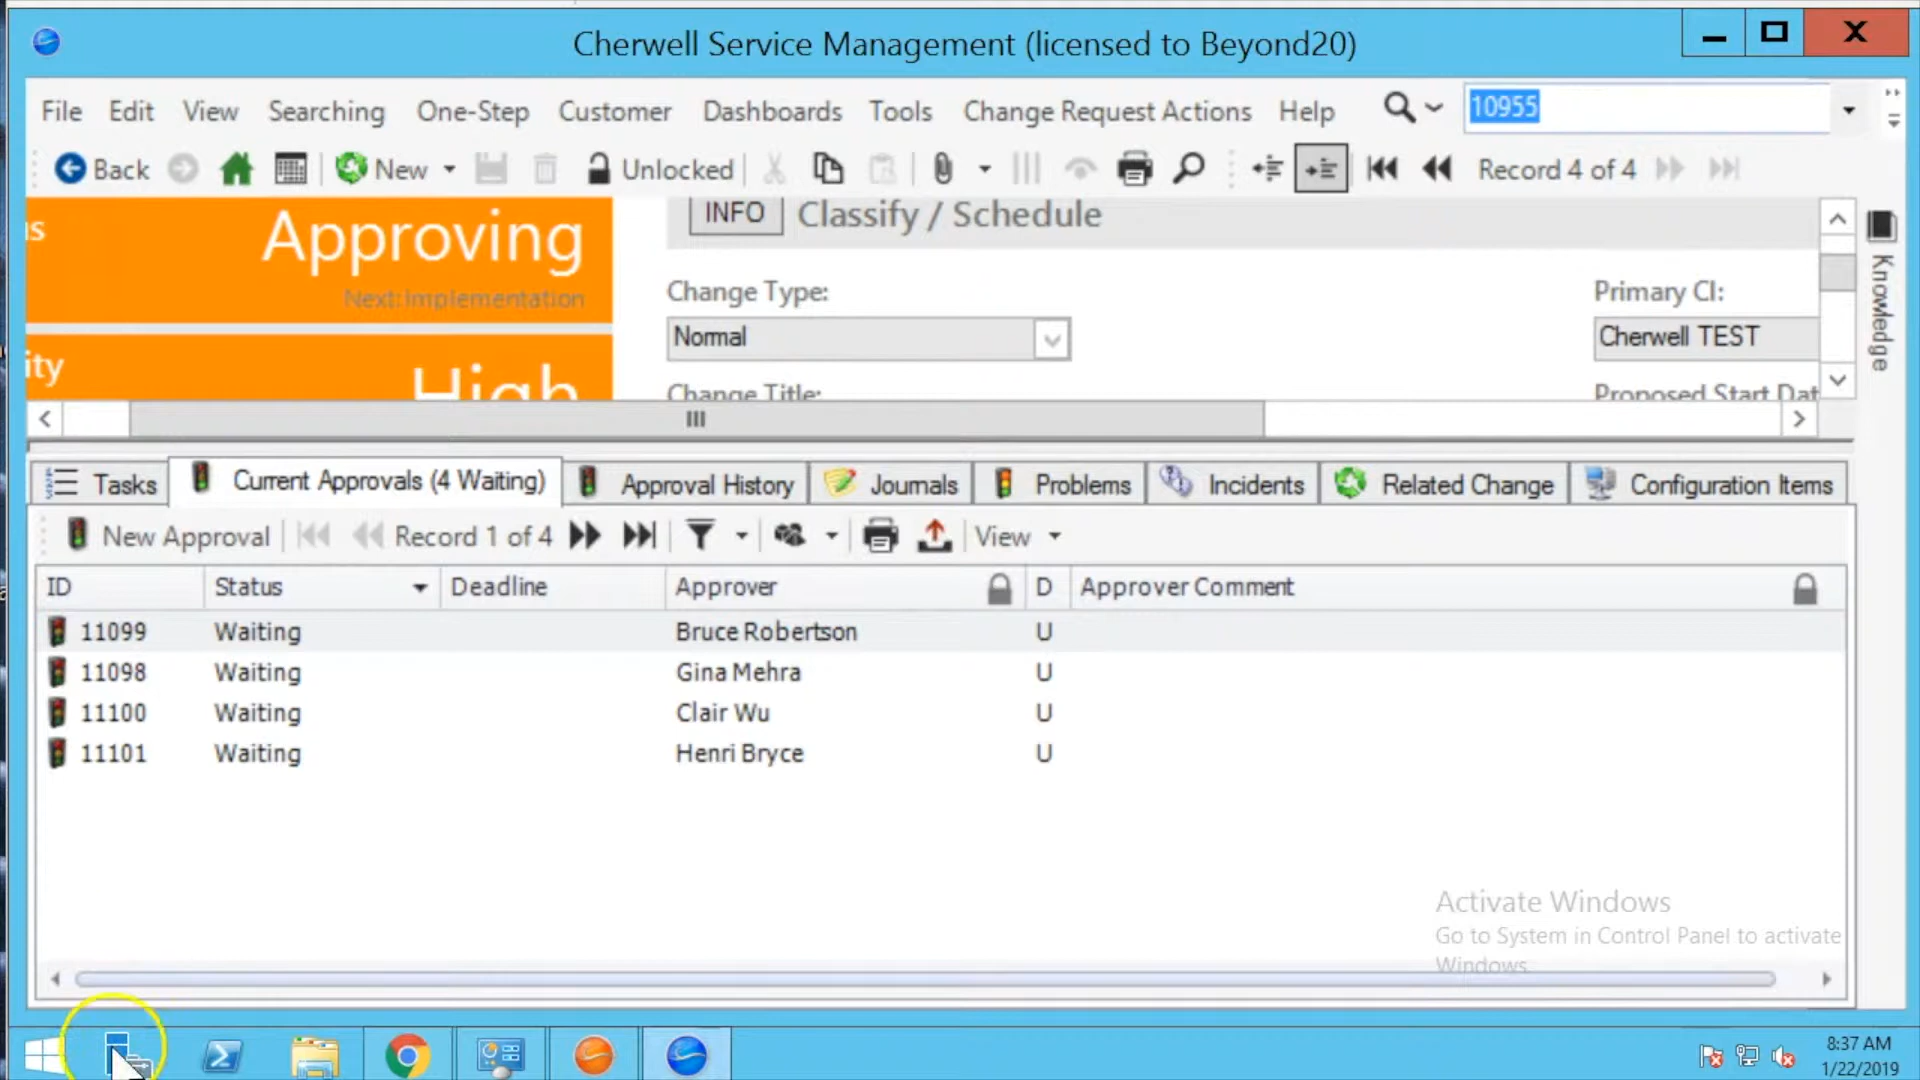 Cherwell Service Management (licensed to Beyond20)
File Edit View Searching One-Step Customer Dashboards Tools Change Request Actions Help 10955
Back New Unlocked Record 4 of 4
us Approving
Next: Implementation
ity High
INFO Classify / Schedule
Change Type:
Normal
Change Title:
Primary CI:
Cherwell TEST
Proposed Start Dat
Knowledge
Tasks Current Approvals (4 Waiting) Approval History Journals Problems Incidents Related Change Configuration Items
New Approval Record 1 of 4 View
ID Status Deadline Approver D Approver Comment
11099 Waiting Bruce Robertson U
11098 Waiting Gina Mehra U
11100 Waiting Clair Wu U
11101 Waiting Henri Bryce U
Activate Windows
Go to System in Control Panel to activate
Windows.
8:37 AM
1/22/2019